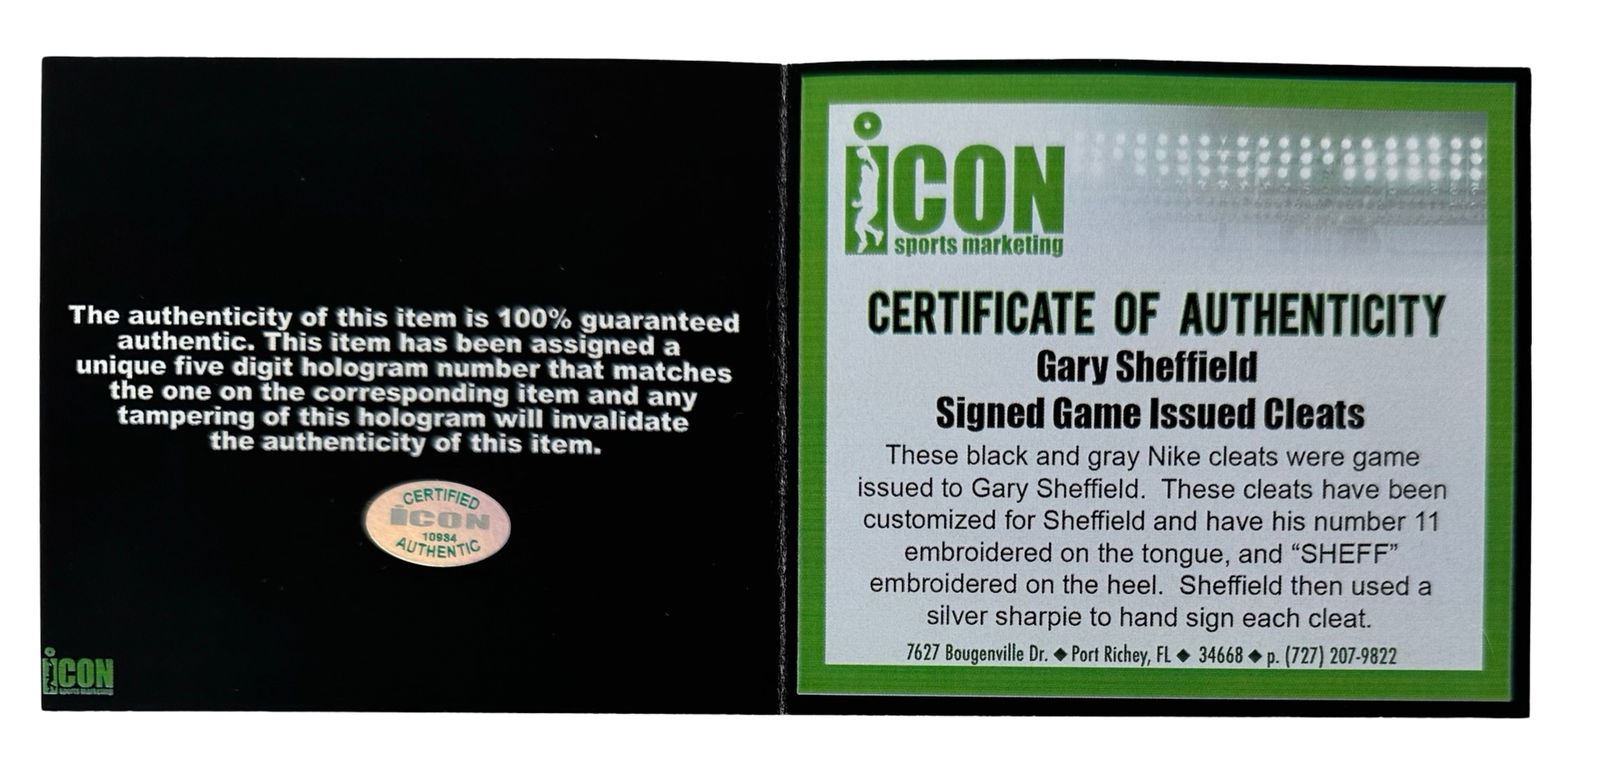 The authenticity of this item is 100% guaranteed
authentic. This item has been assigned a
unique five digit hologram number that matches
the one on the corresponding item and any
tampering of this hologram will invalidate
the authenticity of this item.
CERTIFIED
iCON
10934
AUTHENTIC
iCON
sports marketing
iCON
sports marketing
CERTIFICATE OF AUTHENTICITY
Gary Sheffield
Signed Game Issued Cleats
These black and gray Nike cleats were game
issued to Gary Sheffield. These cleats have been
customized for Sheffield and have his number 11
embroidered on the tongue, and “SHEFF”
embroidered on the heel. Sheffield then used a
silver sharpie to hand sign each cleat.
7627 Bougenville Dr. ◆ Port Richey, FL ◆ 34668 ◆ p. (727) 207-9822